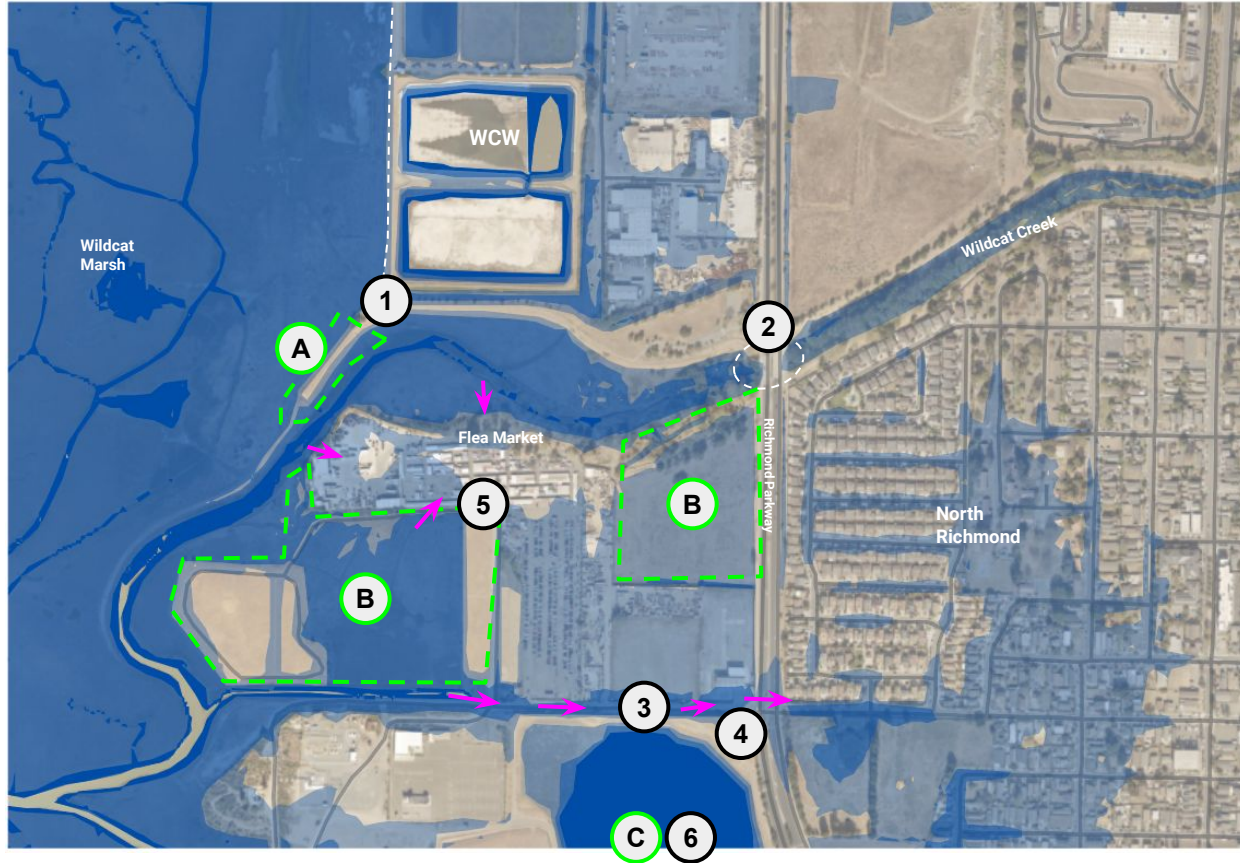 WCW
Wildcat Creek
Wildcat
Marsh
1
2
A
Flea Market
Richmond Parkway
5
B
North
Richmond
B
3
4
C
6